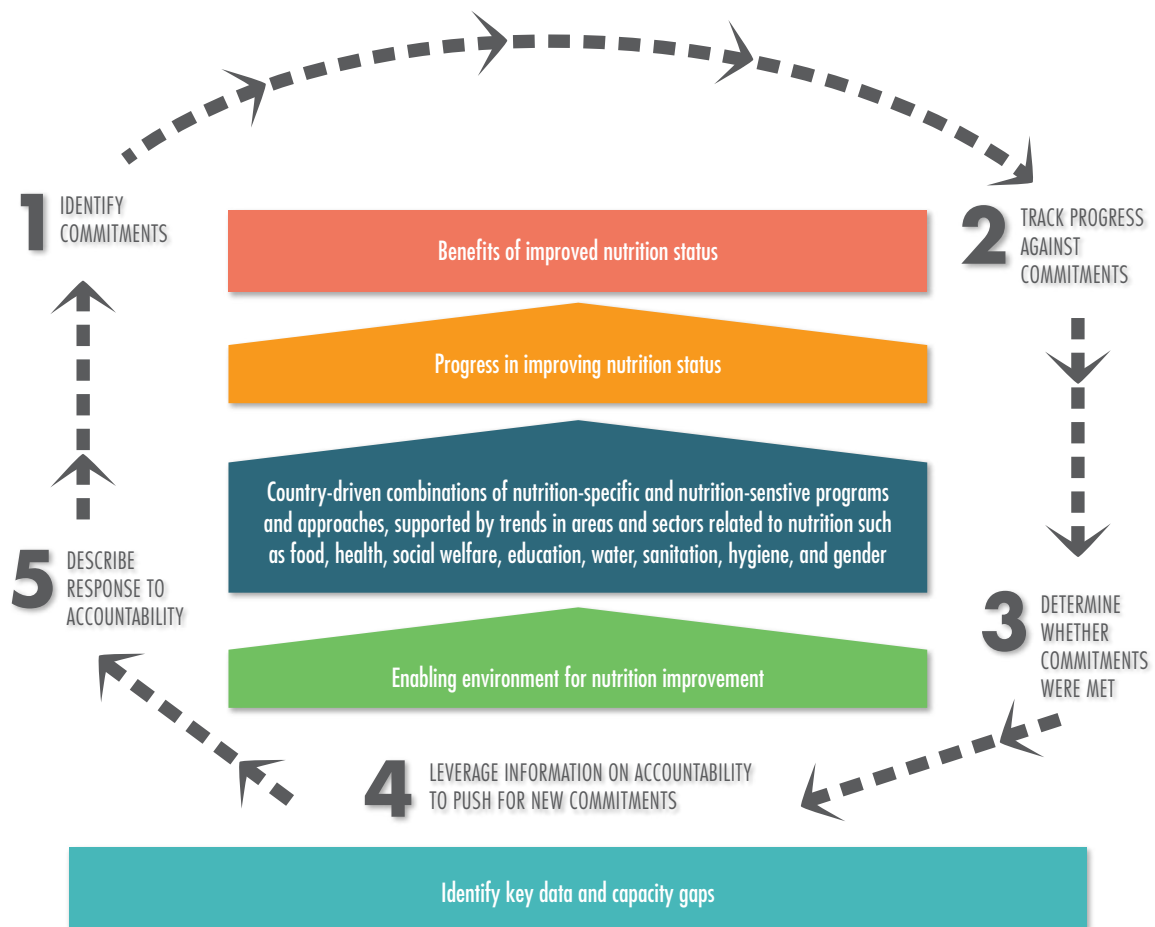 1 IDENTIFY
COMMITMENTS
2 TRACK PROGRESS
AGAINST
COMMITMENTS
Benefits of improved nutrition status
Progress in improving nutrition status
Country-driven combinations of nutrition-specific and nutrition-senstive programs
and approaches, supported by trends in areas and sectors related to nutrition such
as food, health, social welfare, education, water, sanitation, hygiene, and gender
Enabling environment for nutrition improvement
3 DETERMINE
WHETHER
COMMITMENTS
WERE MET
4 LEVERAGE INFORMATION ON ACCOUNTABILITY
TO PUSH FOR NEW COMMITMENTS
5 DESCRIBE
RESPONSE TO
ACCOUNTABILITY
Identify key data and capacity gaps